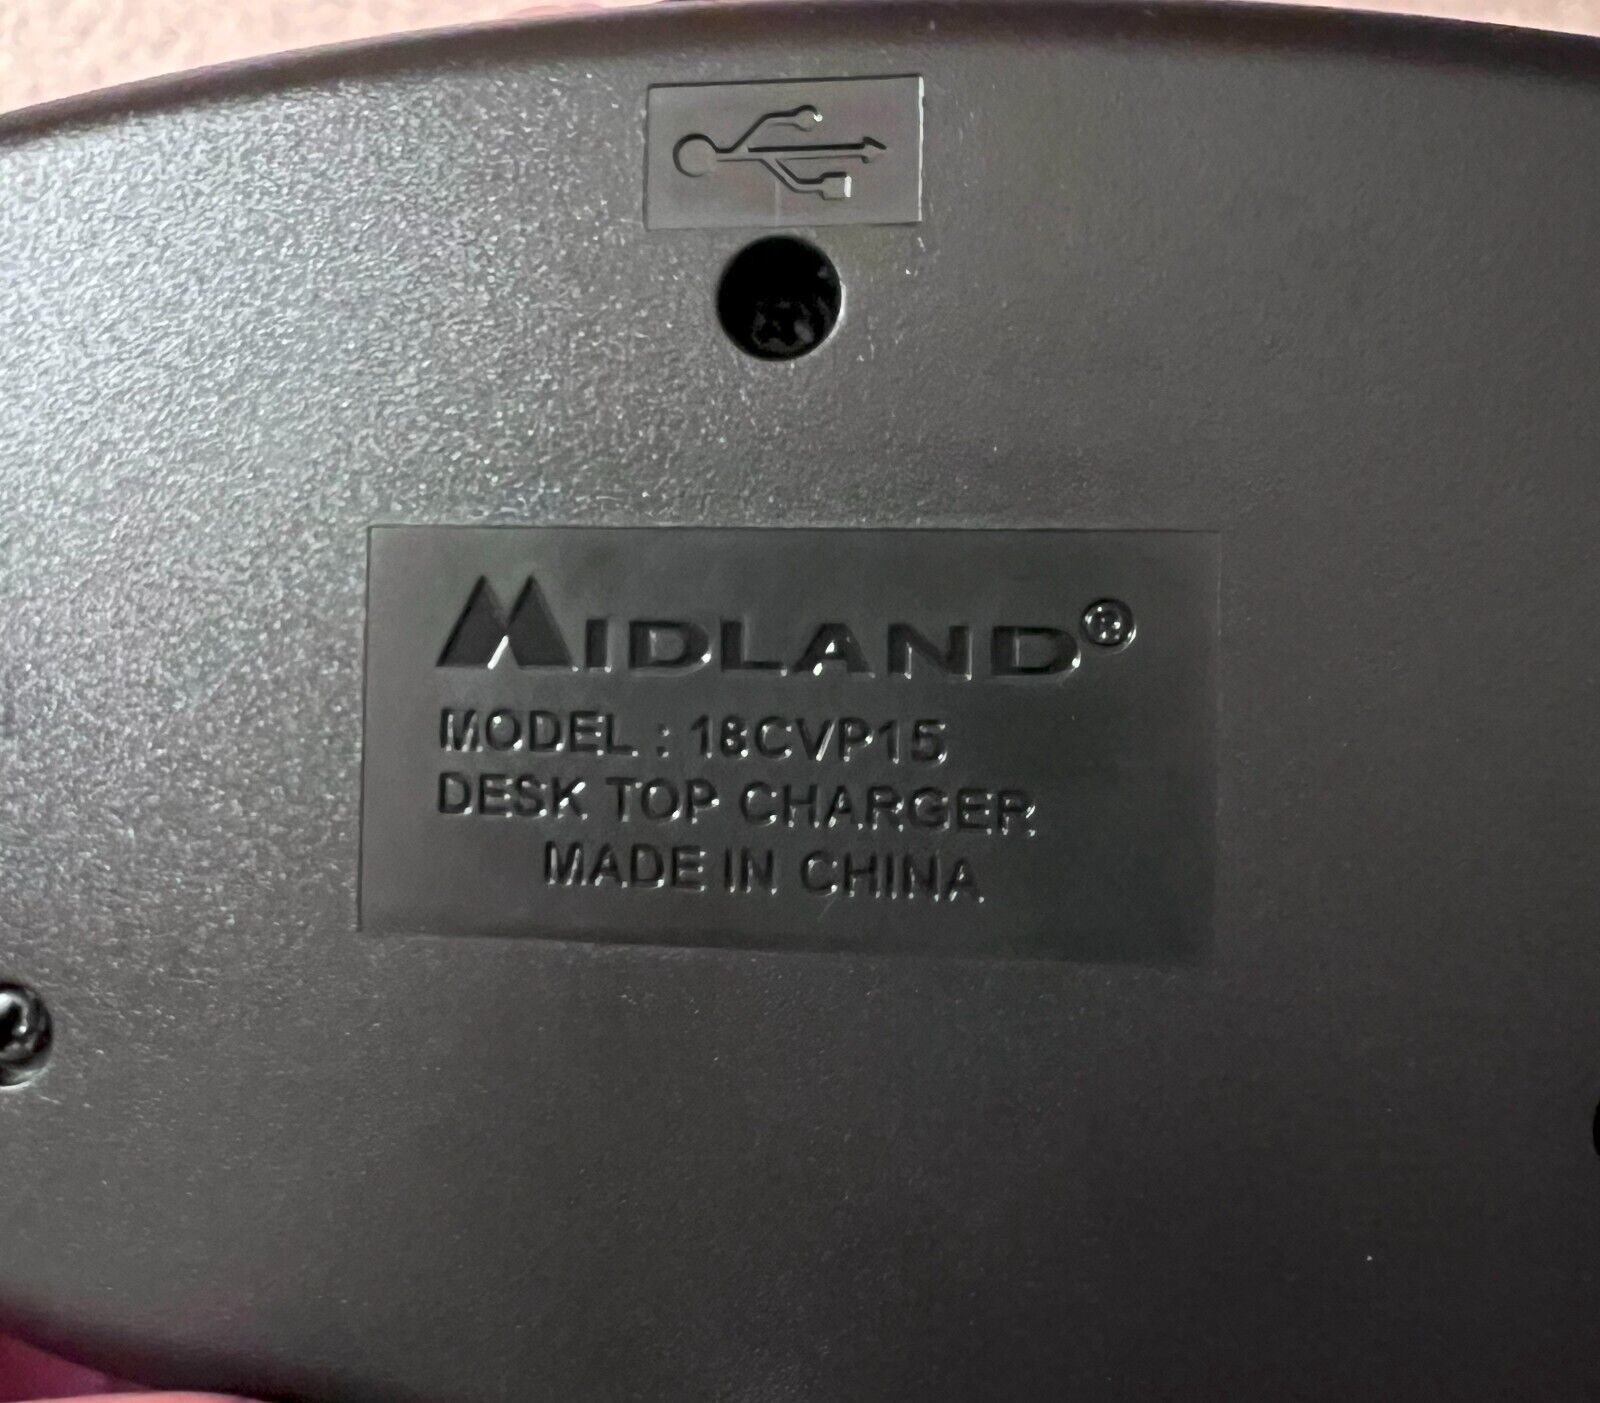 MIDLAND®
MODEL : 18CVP15
DESK TOP CHARGER
MADE IN CHINA